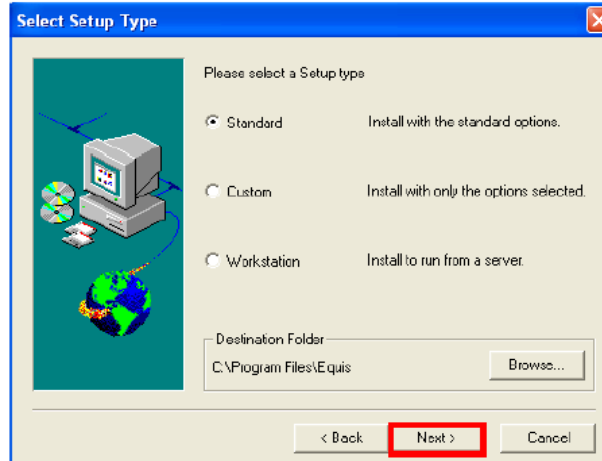 Select Setup Type
Please select a Setup type
Standard Install with the standard options.
Custom Install with only the options selected.
Workstation Install to run from a server.
Destination Folder
C:\Program Files\Equis Browse...
< Back Next > Cancel